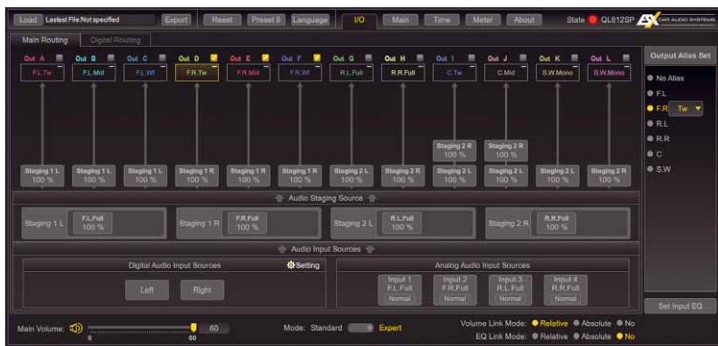 Load Lastest File:Not specified Export Reset Preset 6 Language I/O Main Time Meter About State QL812SP ASX CAR AUDIO SYSTEMS
Main Routing Digital Routing
Out A Out B Out C Out D Out E Out F Out G Out H Out I Out J Out K Out L
F.L.Tw F.L.Mid F.L.Wf F.R.Tw F.R.Mid F.R.Wf R.L.Full R.R.Full C.Tw C.Mid S.W.Mono S.W.Mono
Output Alias Set
No Alias
F.L
F.R Tw
R.L
R.R
C
S.W
Staging 2 R Staging 2 R
100 % 100 %
Staging 1 L Staging 1 L Staging 1 L Staging 1 R Staging 1 R Staging 1 R Staging 2 L Staging 2 R Staging 2 L Staging 2 L Staging 2 L Staging 2 R
100 % 100 % 100 % 100 % 100 % 100 % 100 % 100 % 100 % 100 % 100 % 100 %
Audio Staging Source
Staging 1 L F.L.Full 100 % Staging 1 R F.R.Full 100 % Staging 2 L R.L.Full 100 % Staging 2 R R.R.Full 100 %
Audio Input Sources
Digital Audio Input Sources Setting Analog Audio Input Sources
Left Right
Input 1 Input 2 Input 3 Input 4
F.L.Full F.R.Full R.L.Full R.R.Full
Normal Normal Normal Normal
Set Input EQ
Main Volume: 0 60 60 Mode: Standard Expert
Volume Link Mode: Relative Absolute No
EQ Link Mode: Relative Absolute No